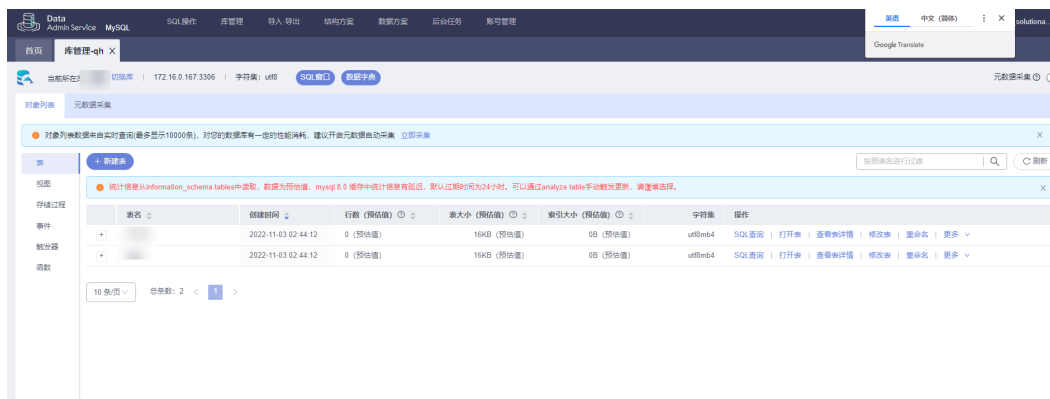 Data
Admin Service MySQL
SQL操作 库管理 导入·导出 结构方案 数据方案 后台任务 账号管理
英语 中文 (简体)
solutiona...
首页 库管理-qh X
Google Translate
当前所在库 切换库 | 172.16.0.167:3306 | 字符集: utf8 SQL窗口 数据字典 元数据采集
对象列表 元数据采集
对象列表数据来自实时查询(最多显示10000条)，对您的数据库有一定的性能消耗，建议开启元数据自动采集 立即采集
表 + 新建表 按照表名进行过滤 刷新
视图
统计信息从information_schema.tables中读取，数据为预估值，mysql 8.0 缓存中统计信息有延迟，默认过期时间为24小时。可以通过analyze table手动触发更新，请谨慎选择。
存储过程
事件
触发器
函数
表名 创建时间 行数 (预估值) 表大小 (预估值) 索引大小 (预估值) 字符集 操作
2022-11-03 02:44:12 0 (预估值) 16KB (预估值) 0B (预估值) utf8mb4 SQL查询 | 打开表 | 查看表详情 | 修改表 | 重命名 | 更多
2022-11-03 02:44:12 0 (预估值) 16KB (预估值) 0B (预估值) utf8mb4 SQL查询 | 打开表 | 查看表详情 | 修改表 | 重命名 | 更多
10 条/页 总条数: 2 < 1 >